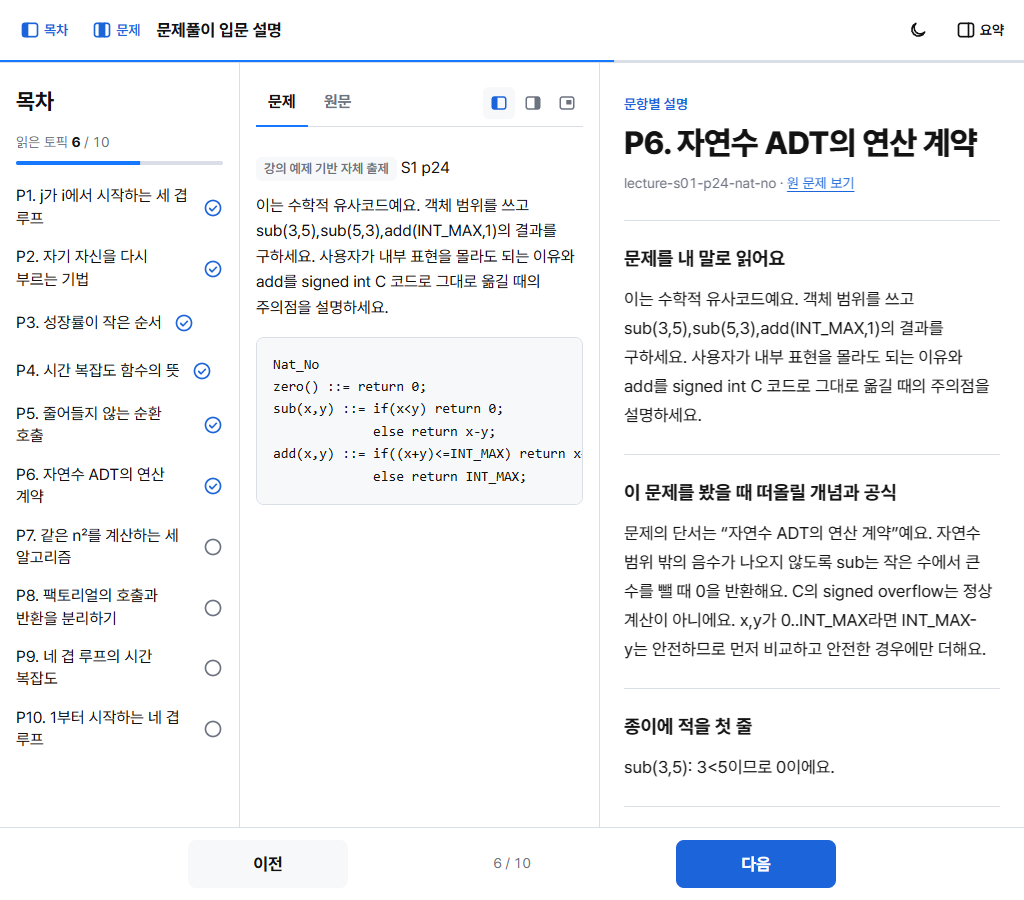 목차
문제
문제풀이 입문 설명
요약
목차
읽은 토픽 6 / 10
P1. j가 i에서 시작하는 세 겹
루프
P2. 자기 자신을 다시
부르는 기법
P3. 성장률이 작은 순서
P4. 시간 복잡도 함수의 뜻
P5. 줄어들지 않는 순환
호출
P6. 자연수 ADT의 연산
계약
P7. 같은 n²를 계산하는 세
알고리즘
P8. 팩토리얼의 호출과
반환을 분리하기
P9. 네 겹 루프의 시간
복잡도
P10. 1부터 시작하는 네 겹
루프
문제
원문
강의 예제 기반 자체 출제 S1 p24
이는 수학적 유사코드예요. 객체 범위를 쓰고
sub(3,5),sub(5,3),add(INT_MAX,1)의 결과를
구하세요. 사용자가 내부 표현을 몰라도 되는 이유와
add를 signed int C 코드로 그대로 옮길 때의
주의점을 설명하세요.
Nat_No
zero() ::= return 0;
sub(x,y) ::= if(x<y) return 0;
else return x-y;
add(x,y) ::= if((x+y)<=INT_MAX) return x
else return INT_MAX;
문항별 설명
P6. 자연수 ADT의 연산 계약
lecture-s01-p24-nat-no · 원 문제 보기
문제를 내 말로 읽어요
이는 수학적 유사코드예요. 객체 범위를 쓰고
sub(3,5),sub(5,3),add(INT_MAX,1)의 결과를
구하세요. 사용자가 내부 표현을 몰라도 되는 이유와
add를 signed int C 코드로 그대로 옮길 때의 주의점을
설명하세요.
이 문제를 봤을 때 떠올릴 개념과 공식
문제의 단서는 “자연수 ADT의 연산 계약”예요. 자연수
범위 밖의 음수가 나오지 않도록 sub는 작은 수에서 큰
수를 뺄 때 0을 반환해요. C의 signed overflow는 정상
계산이 아니에요. x,y가 0..INT_MAX라면 INT_MAX-
y는 안전하므로 먼저 비교하고 안전한 경우에만 더해요.
종이에 적을 첫 줄
sub(3,5): 3<5이므로 0이에요.
이전
6 / 10
다음